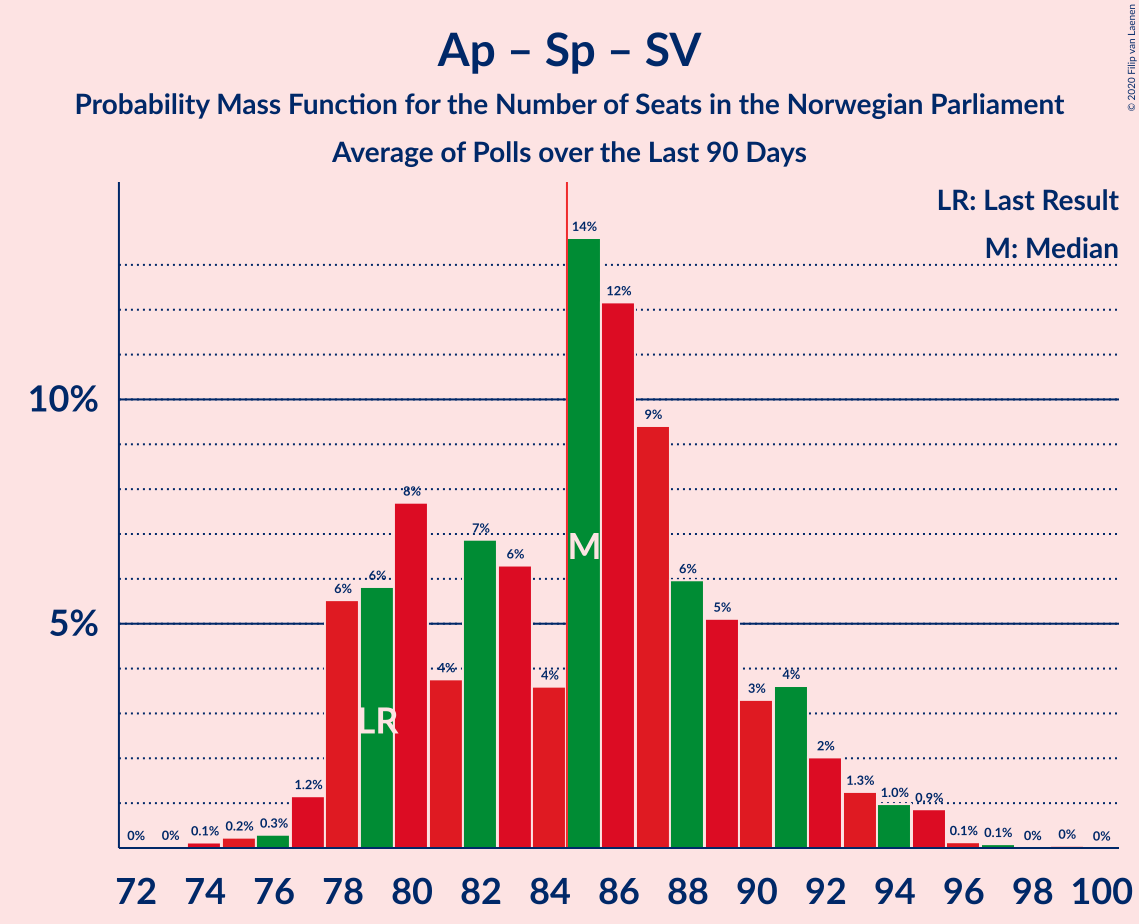 Ap – Sp – SV
Probability Mass Function for the Number of Seats in the Norwegian Parliament
Average of Polls over the Last 90 Days
© 2020 Filip van Laenen
LR: Last Result
M: Median
10%
5%
0% 0% 0.1% 0.2% 0.3% 1.2% 6% 6% 8% 4% 7% 6% 4% 14% 12% 9% 6% 5% 3% 4% 2% 1.3% 1.0% 0.9% 0.1% 0.1% 0% 0% 0%
LR
M
72 74 76 78 80 82 84 86 88 90 92 94 96 98 100